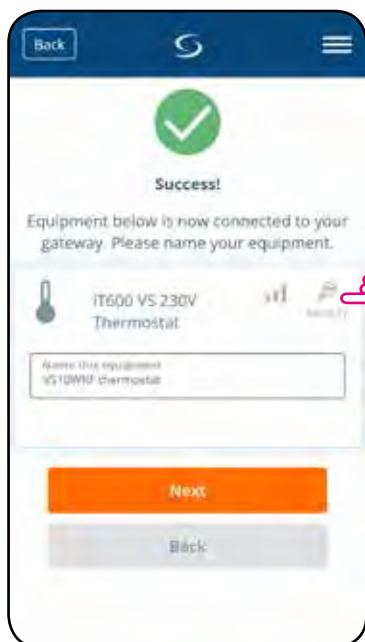 Back
Success!
Equipment below is now connected to your
gateway. Please name your equipment.
iT600 VS 230V
Thermostat
Name this equipment
VS10WRF thermostat
Next
Back